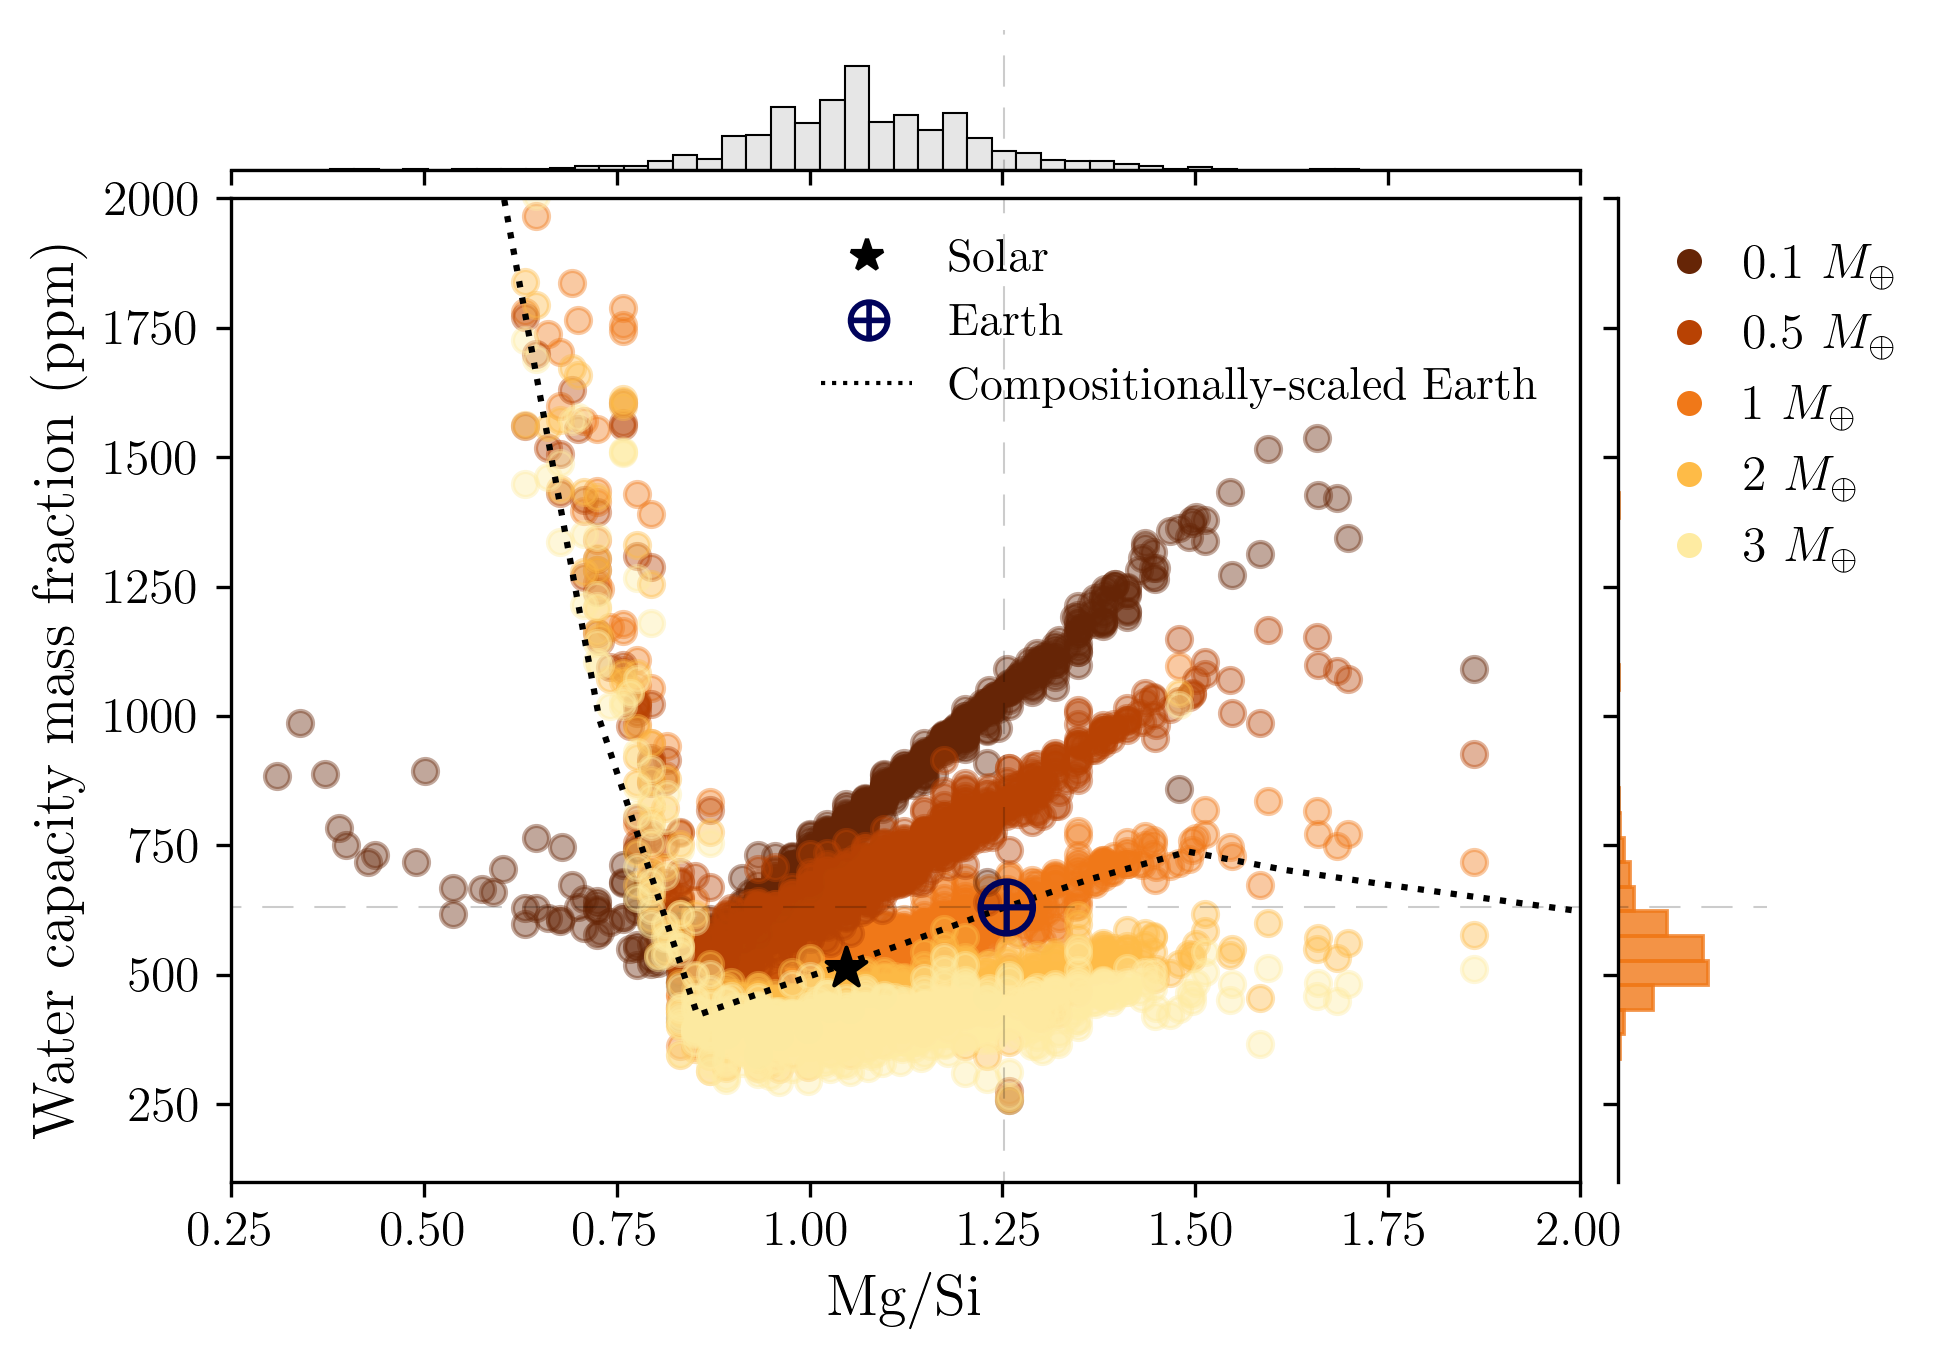 2000
1750
1500
1250
1000
750
500
250
Water capacity mass fraction (ppm)
Solar
Earth
Compositionally-scaled Earth
0.1 M⊕
0.5 M⊕
1 M⊕
2 M⊕
3 M⊕
0.25 0.50 0.75 1.00 1.25 1.50 1.75 2.00
Mg/Si